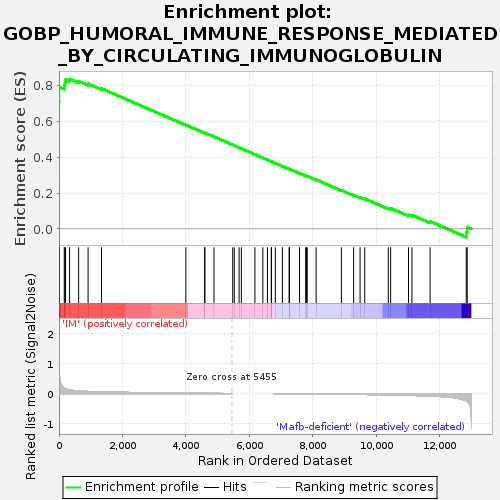 Enrichment plot:
GOBP_HUMORAL_IMMUNE_RESPONSE_MEDIATED
_BY_CIRCULATING_IMMUNOGLOBULIN
Enrichment score (ES)
0.8
0.6
0.4
0.2
0.0
'IM' (positively correlated)
Ranked list metric (Signal2Noise)
2
1
0
-1
Zero cross at 5455
'Mafb-deficient' (negatively correlated)
0
2,000
4,000
6,000
8,000
10,000
12,000
Rank in Ordered Dataset
Enrichment profile
Hits
Ranking metric scores